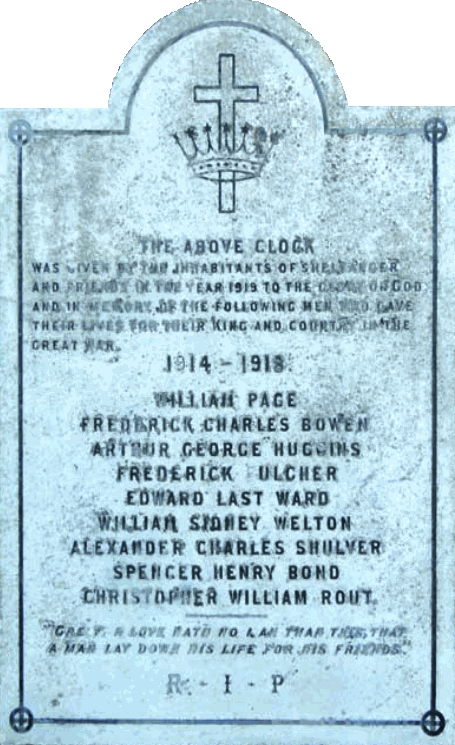 THE ABOVE CLOCK
WAS GIVEN BY THE INHABITANTS OF SHELFANGER
AND FRIENDS IN THE YEAR 1919 TO THE GLORY OF GOD
AND IN MEMORY OF THE FOLLOWING MEN WHO GAVE
THEIR LIVES FOR THEIR KING AND COUNTRY IN THE
GREAT WAR.
1914 - 1918.
WILLIAM PAGE
FREDERICK CHARLES BOWEN
ARTHUR GEORGE HUGGINS
FREDERICK ULCHER
EDWARD LAST WARD
WILLIAM SIDNEY WELTON
ALEXANDER CHARLES SHULVER
SPENCER HENRY BOND
CHRISTOPHER WILLIAM ROUT.
"GREATER LOVE HATH NO MAN THAN THIS, THAT
A MAN LAY DOWN HIS LIFE FOR HIS FRIENDS."
R - I - P